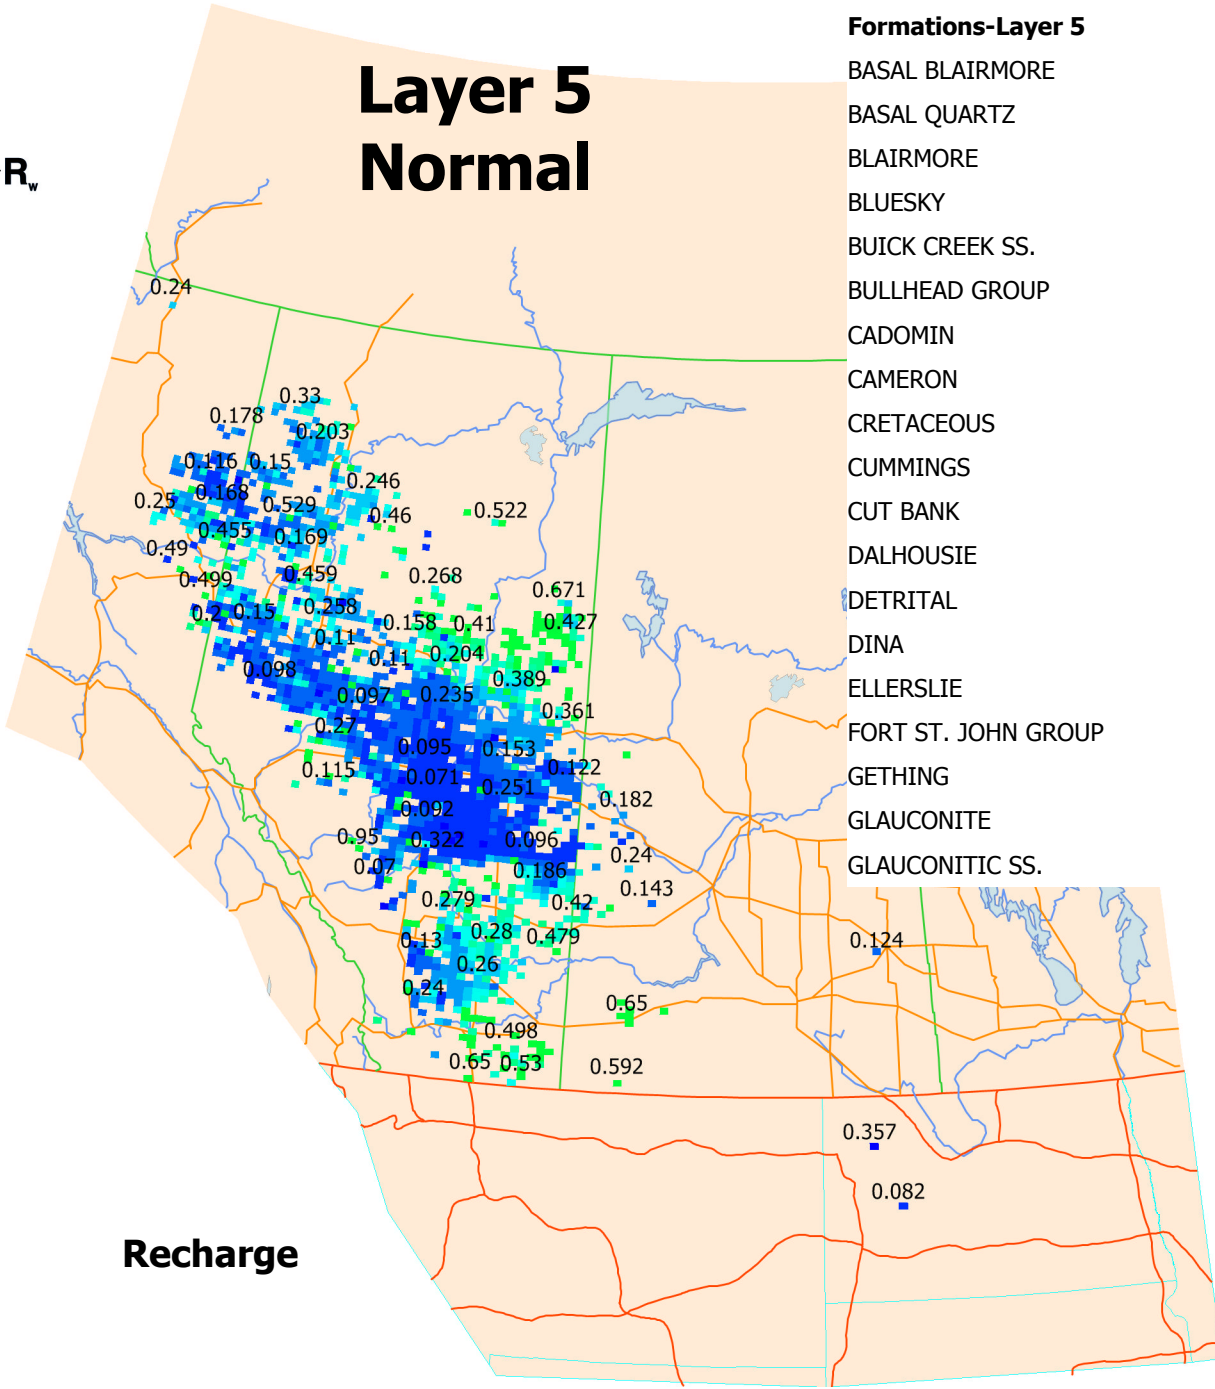 Formations-Layer 5
BASAL BLAIRMORE
BASAL QUARTZ
BLAIRMORE
BLUESKY
BUICK CREEK SS.
BULLHEAD GROUP
CADOMIN
CAMERON
CRETACEOUS
CUMMINGS
CUT BANK
DALHOUSIE
DETRITAL
DINA
ELLERSLIE
FORT ST. JOHN GROUP
GETHING
GLAUCONITE
GLAUCONITIC SS.
Layer 5
Normal
Rw
0.24
0.33
0.178
0.203
0.116 0.15
0.246
0.168
0.25
0.529
0.522
0.46
0.455
0.169
0.49
0.459
0.268
0.499
0.671
0.258
0.2 0.15
0.158 0.41
0.427
0.11
0.204
0.11
0.098
0.389
0.097
0.235
0.361
0.27
0.095
0.153
0.122
0.115
0.071
0.251
0.182
0.092
0.95
0.322
0.096
0.24
0.07
0.186
0.143
0.279
0.42
0.28
0.479
0.13
0.124
0.26
0.24
0.65
0.498
0.65 0.53
0.592
0.357
0.082
Recharge